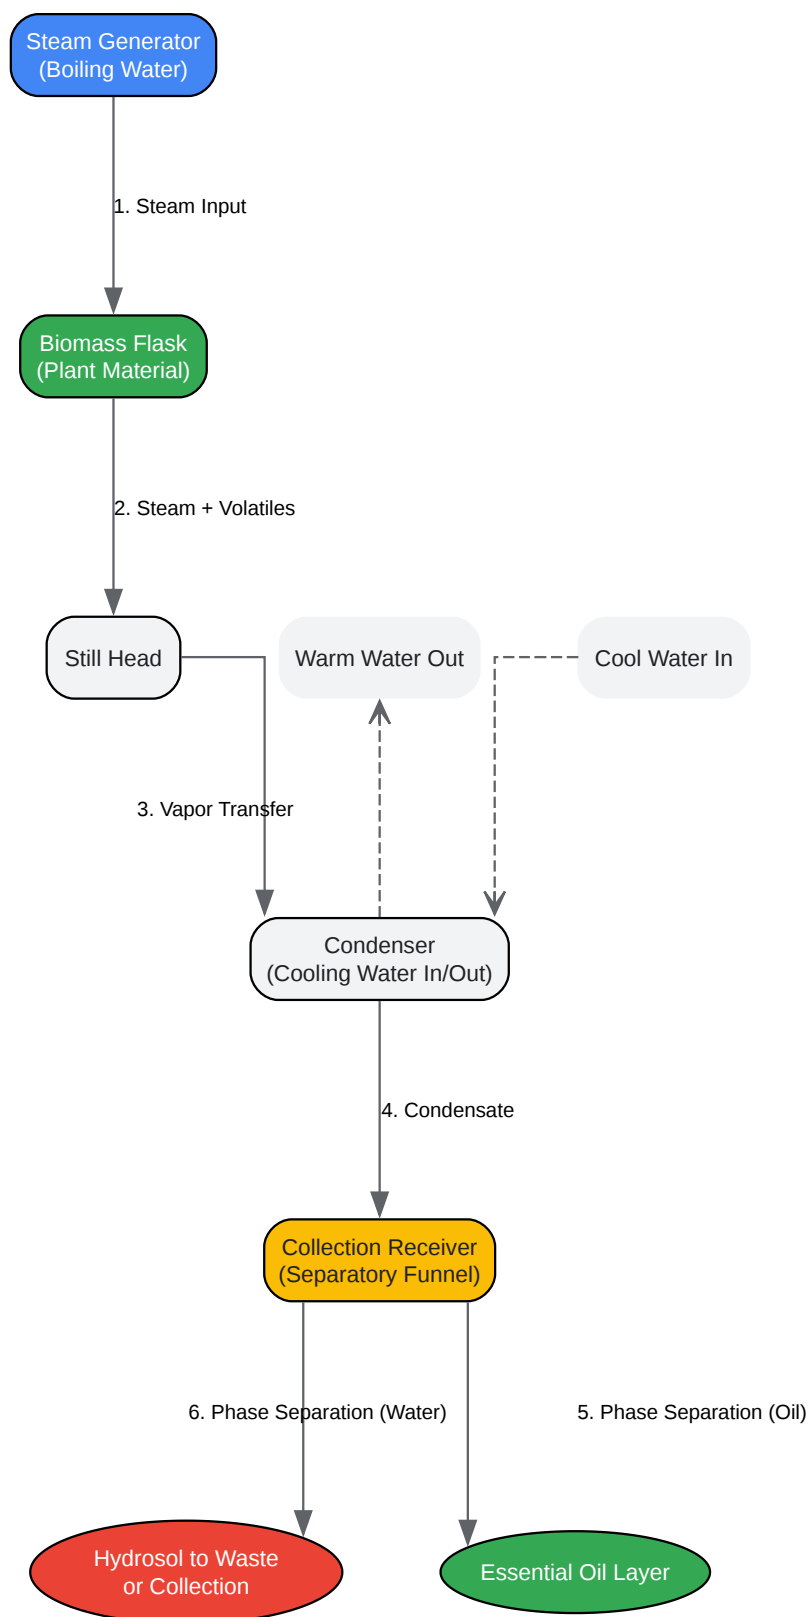 Steam Generator
(Boiling Water)
1. Steam Input
Biomass Flask
(Plant Material)
2. Steam + Volatiles
Still Head
Warm Water Out
Cool Water In
3. Vapor Transfer
Condenser
(Cooling Water In/Out)
4. Condensate
Collection Receiver
(Separatory Funnel)
6. Phase Separation (Water)
5. Phase Separation (Oil)
Hydrosol to Waste
or Collection
Essential Oil Layer